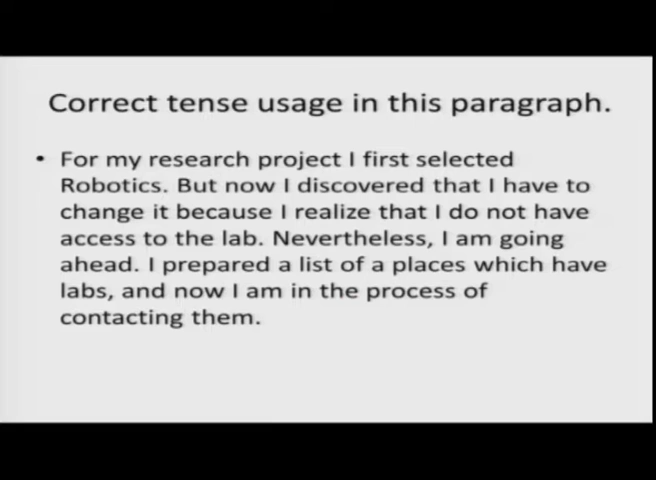 Correct tense usage in this paragraph.
• For my research project I first selected
Robotics. But now I discovered that I have to
change it because I realize that I do not have
access to the lab. Nevertheless, I am going
ahead. I prepared a list of a places which have
labs, and now I am in the process of
contacting them.